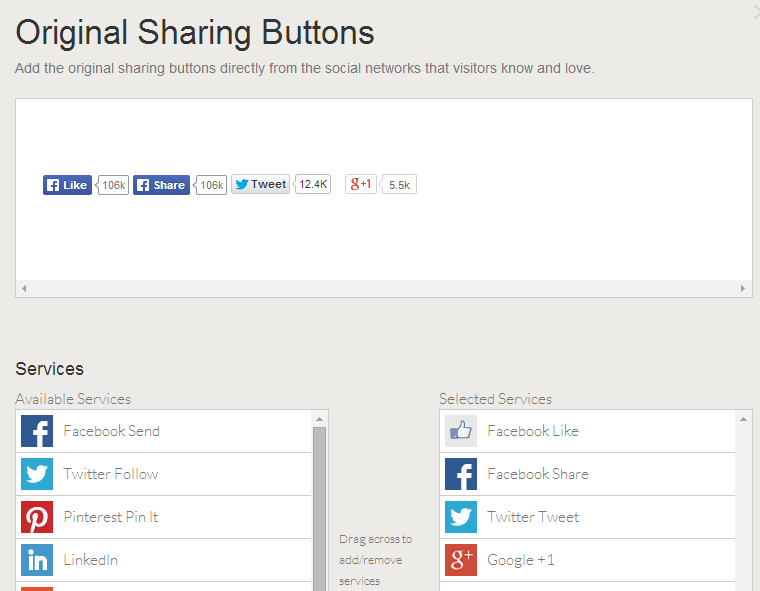 Original Sharing Buttons
Add the original sharing buttons directly from the social networks that visitors know and love.
Like 106k Share 106k Tweet 12.4K g+1 5.5k
Services
Available Services
Facebook Send
Twitter Follow
Pinterest Pin It
LinkedIn
Drag across to
add/remove
services
Selected Services
Facebook Like
Facebook Share
Twitter Tweet
Google +1